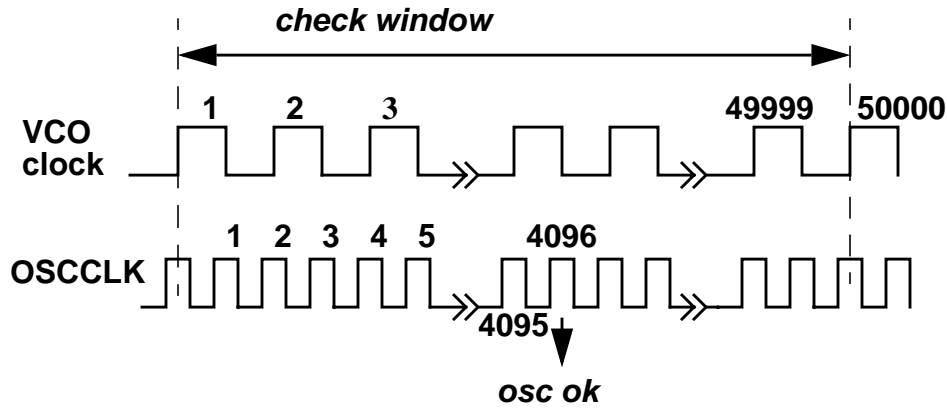 check window
1 2 3 49999 50000
VCO
clock
1 2 3 4 5 4096
OSCCLK
4095
osc ok